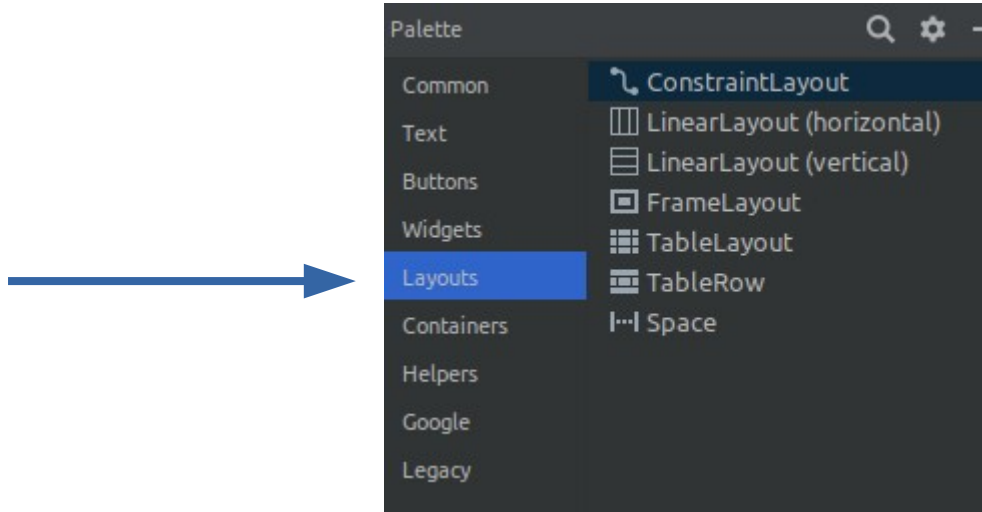 Palette
Common
Text
Buttons
Widgets
Layouts
Containers
Helpers
Google
Legacy
ConstraintLayout
LinearLayout (horizontal)
LinearLayout (vertical)
FrameLayout
TableLayout
TableRow
Space